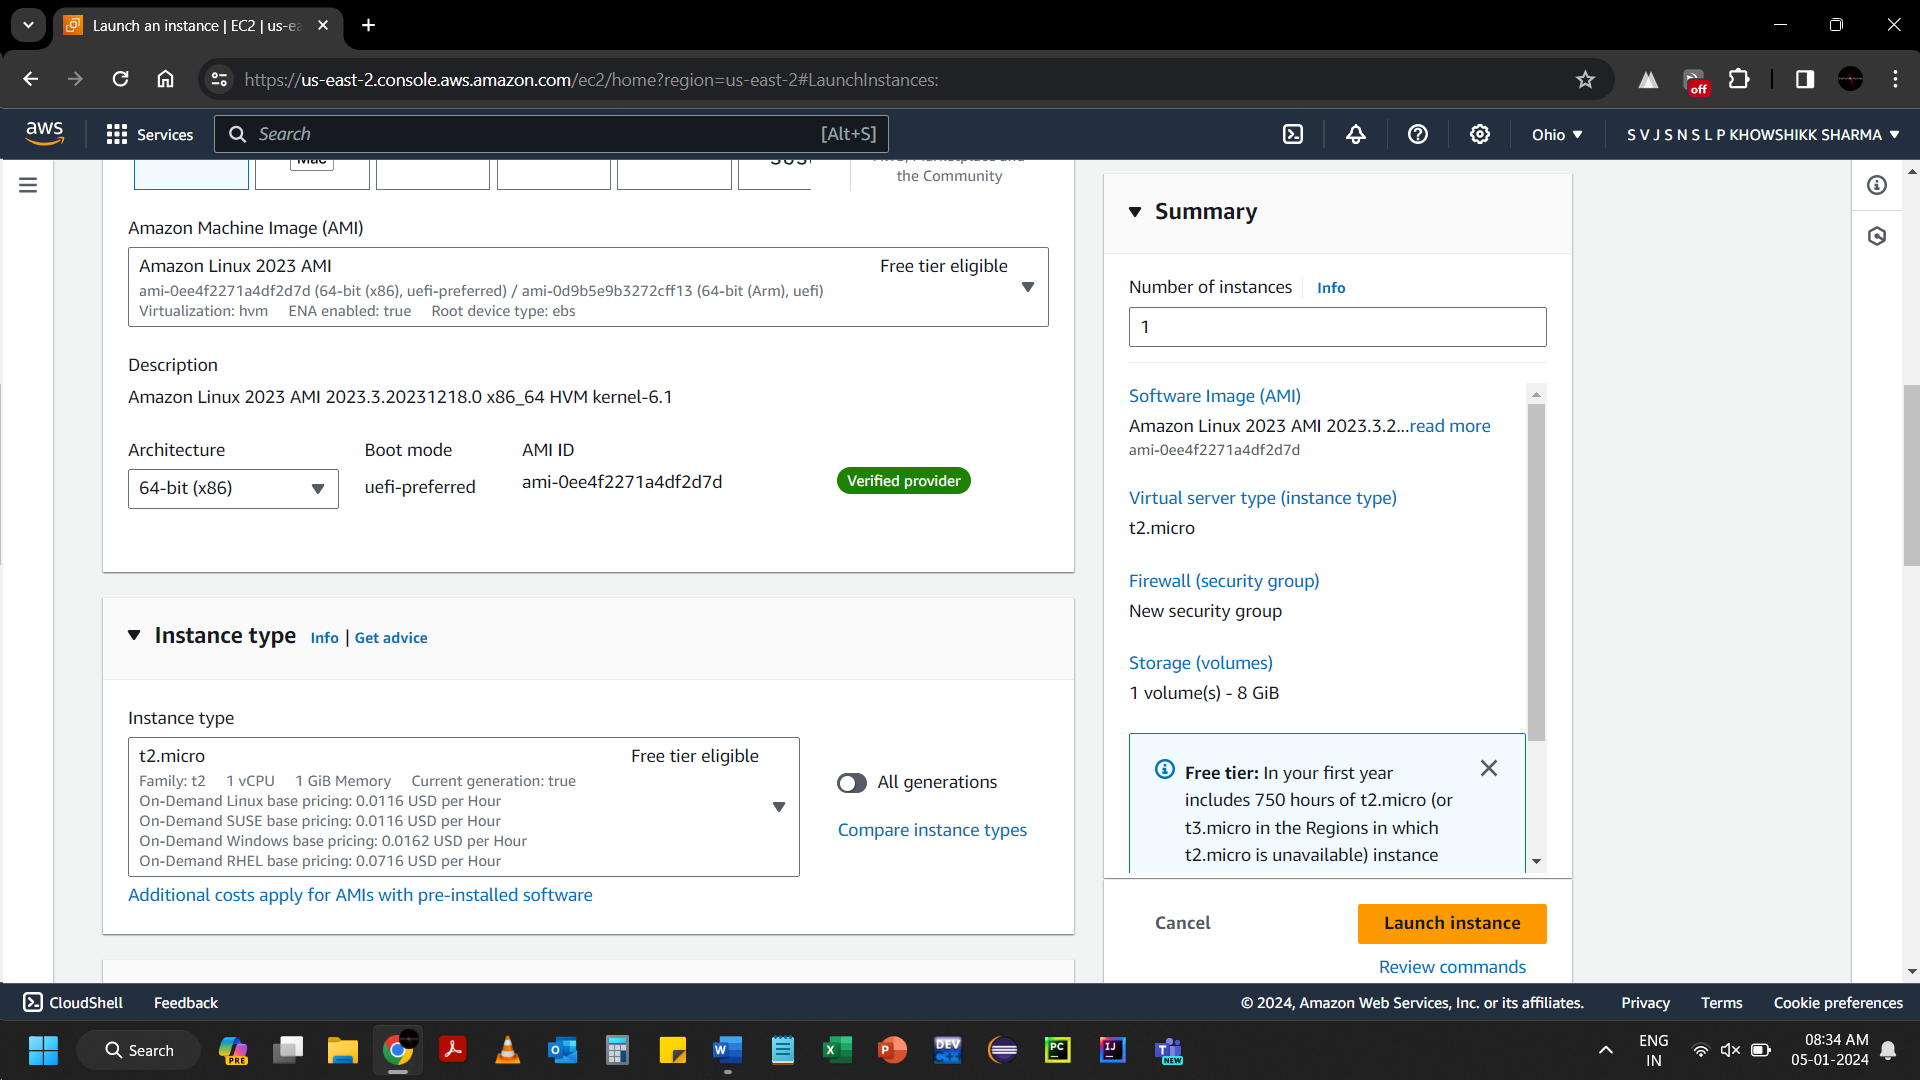 Launch an instance | EC2 | us-ea
https://us-east-2.console.aws.amazon.com/ec2/home?region=us-east-2#LaunchInstances:
off
aws
Services
Search
[Alt+S]
Ohio
S V J S N S L P KHOWSHIKK SHARMA
Mac
the Community
Amazon Machine Image (AMI)
Amazon Linux 2023 AMI
Free tier eligible
ami-0ee4f2271a4df2d7d (64-bit (x86), uefi-preferred) / ami-0d9b5e9b3272cff13 (64-bit (Arm), uefi)
Virtualization: hvm ENA enabled: true Root device type: ebs
Description
Amazon Linux 2023 AMI 2023.3.20231218.0 x86_64 HVM kernel-6.1
Architecture
Boot mode
AMI ID
64-bit (x86)
uefi-preferred
ami-0ee4f2271a4df2d7d
Verified provider
Instance type Info | Get advice
Instance type
t2.micro
Free tier eligible
Family: t2 1 vCPU 1 GiB Memory Current generation: true
On-Demand Linux base pricing: 0.0116 USD per Hour
On-Demand SUSE base pricing: 0.0116 USD per Hour
On-Demand Windows base pricing: 0.0162 USD per Hour
On-Demand RHEL base pricing: 0.0716 USD per Hour
All generations
Compare instance types
Additional costs apply for AMIs with pre-installed software
Summary
Number of instances Info
1
Software Image (AMI)
Amazon Linux 2023 AMI 2023.3.2...read more
ami-0ee4f2271a4df2d7d
Virtual server type (instance type)
t2.micro
Firewall (security group)
New security group
Storage (volumes)
1 volume(s) - 8 GiB
Free tier: In your first year
includes 750 hours of t2.micro (or
t3.micro in the Regions in which
t2.micro is unavailable) instance
Cancel
Launch instance
Review commands
CloudShell
Feedback
© 2024, Amazon Web Services, Inc. or its affiliates.
Privacy
Terms
Cookie preferences
Search
PRE
DEV
C++
PC
IJ
NEW
ENG
IN
08:34 AM
05-01-2024